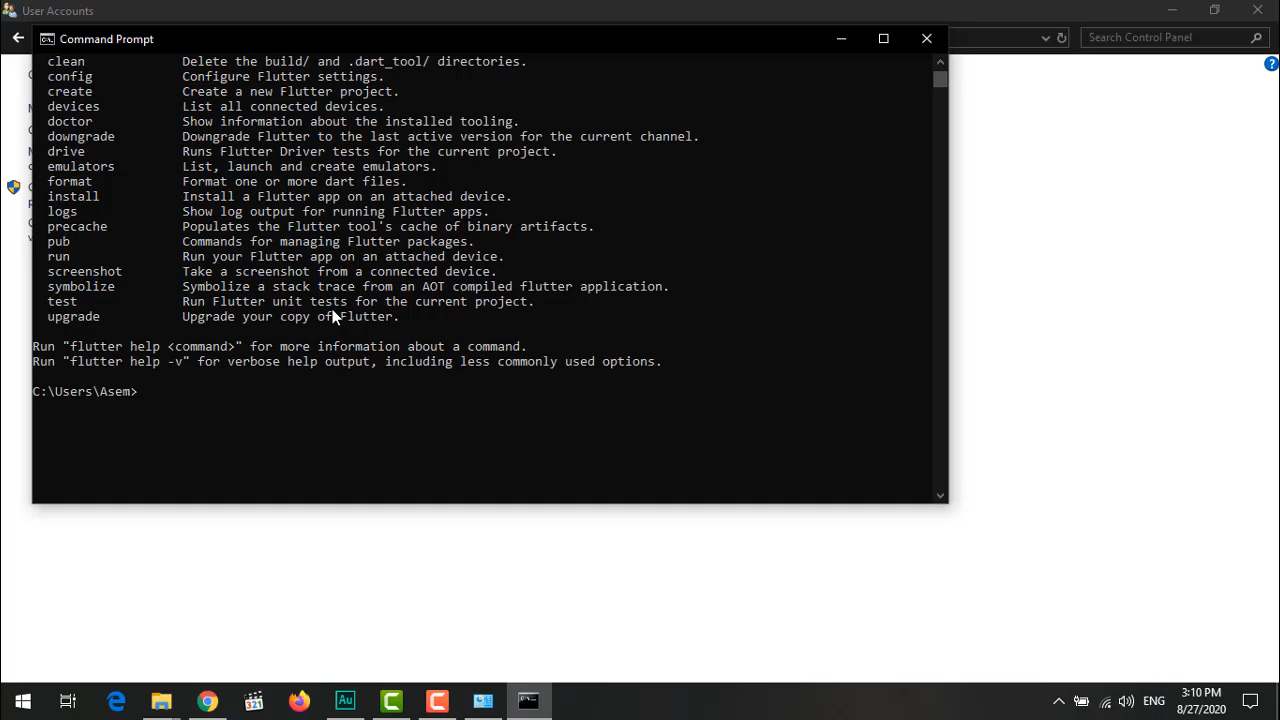 User Accounts
Search Control Panel
Command Prompt
clean Delete the build/ and .dart_tool/ directories.
config Configure Flutter settings.
create Create a new Flutter project.
devices List all connected devices.
doctor Show information about the installed tooling.
downgrade Downgrade Flutter to the last active version for the current channel.
drive Runs Flutter Driver tests for the current project.
emulators List, launch and create emulators.
format Format one or more dart files.
install Install a Flutter app on an attached device.
logs Show log output for running Flutter apps.
precache Populates the Flutter tool's cache of binary artifacts.
pub Commands for managing Flutter packages.
run Run your Flutter app on an attached device.
screenshot Take a screenshot from a connected device.
symbolize Symbolize a stack trace from an AOT compiled flutter application.
test Run Flutter unit tests for the current project.
upgrade Upgrade your copy of Flutter.
Run "flutter help <command>" for more information about a command.
Run "flutter help -v" for verbose help output, including less commonly used options.
C:\Users\Asem>
321
Au
ENG
3:10 PM
8/27/2020